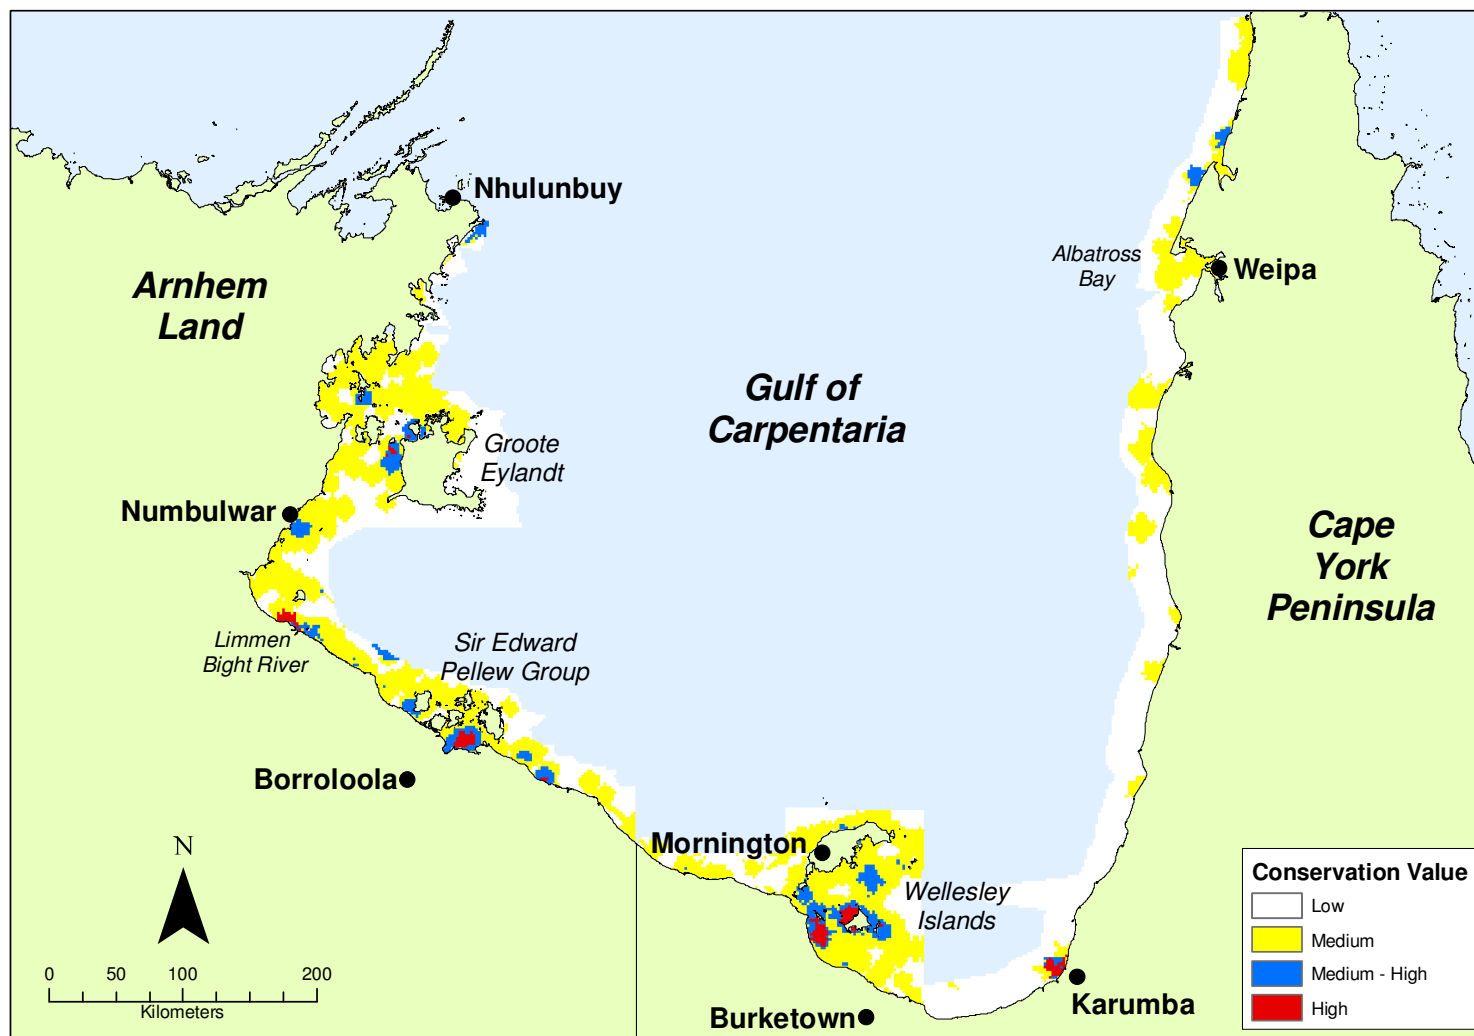 Nhulunbuy
Arnhem
Land
Albatross
Bay
Weipa
Gulf of
Carpentaria
Groote
Eylandt
Numbulwar
Cape
York
Peninsula
Limmen
Bight River
Sir Edward
Pellew Group
Borroloola
Mornington
Wellesley
Islands
Karumba
Burketown
N
0 50 100 200
Kilometers
Conservation Value
Low
Medium
Medium - High
High